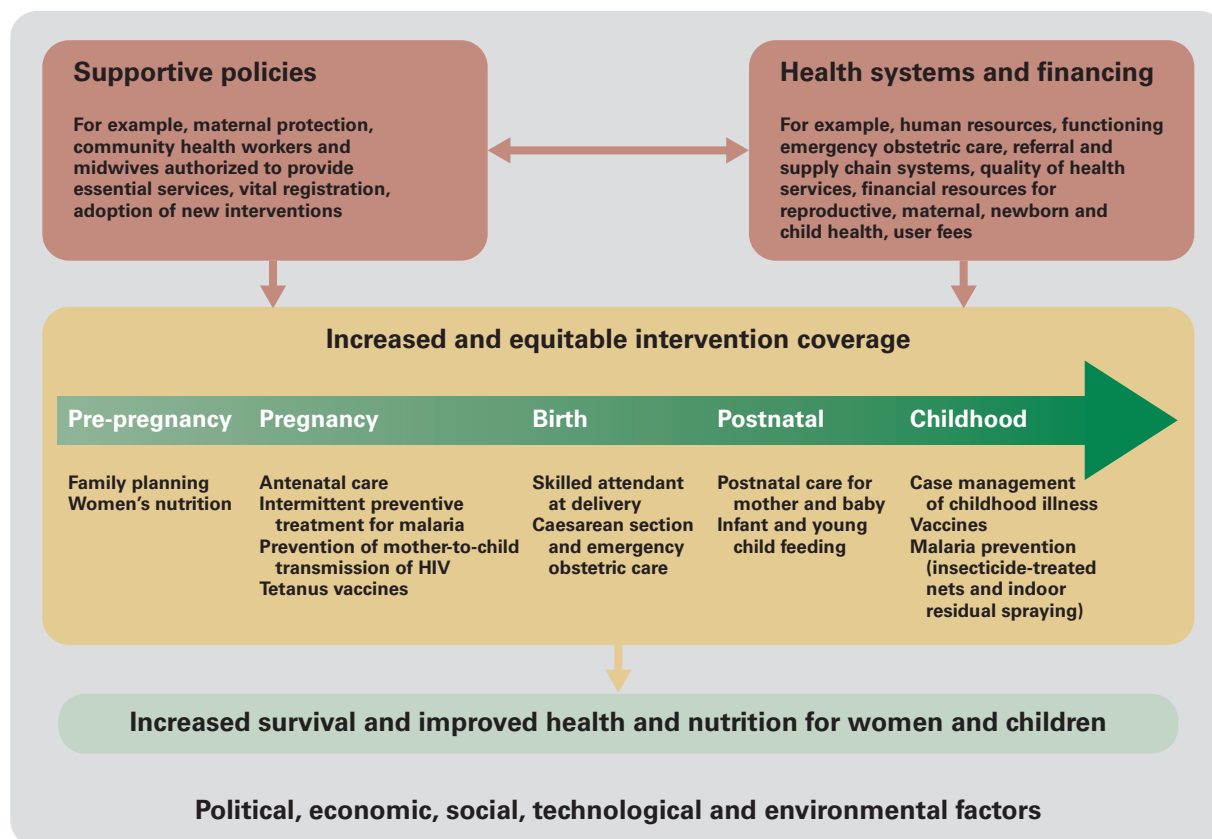 Supportive policies
For example, maternal protection,
community health workers and
midwives authorized to provide
essential services, vital registration,
adoption of new interventions
Health systems and financing
For example, human resources, functioning
emergency obstetric care, referral and
supply chain systems, quality of health
services, financial resources for
reproductive, maternal, newborn and
child health, user fees
Increased and equitable intervention coverage
Pre-pregnancy
Family planning
Women’s nutrition
Pregnancy
Antenatal care
Intermittent preventive
treatment for malaria
Prevention of mother-to-child
transmission of HIV
Tetanus vaccines
Birth
Skilled attendant
at delivery
Caesarean section
and emergency
obstetric care
Postnatal
Postnatal care for
mother and baby
Infant and young
child feeding
Childhood
Case management
of childhood illness
Vaccines
Malaria prevention
(insecticide-treated
nets and indoor
residual spraying)
Increased survival and improved health and nutrition for women and children
Political, economic, social, technological and environmental factors